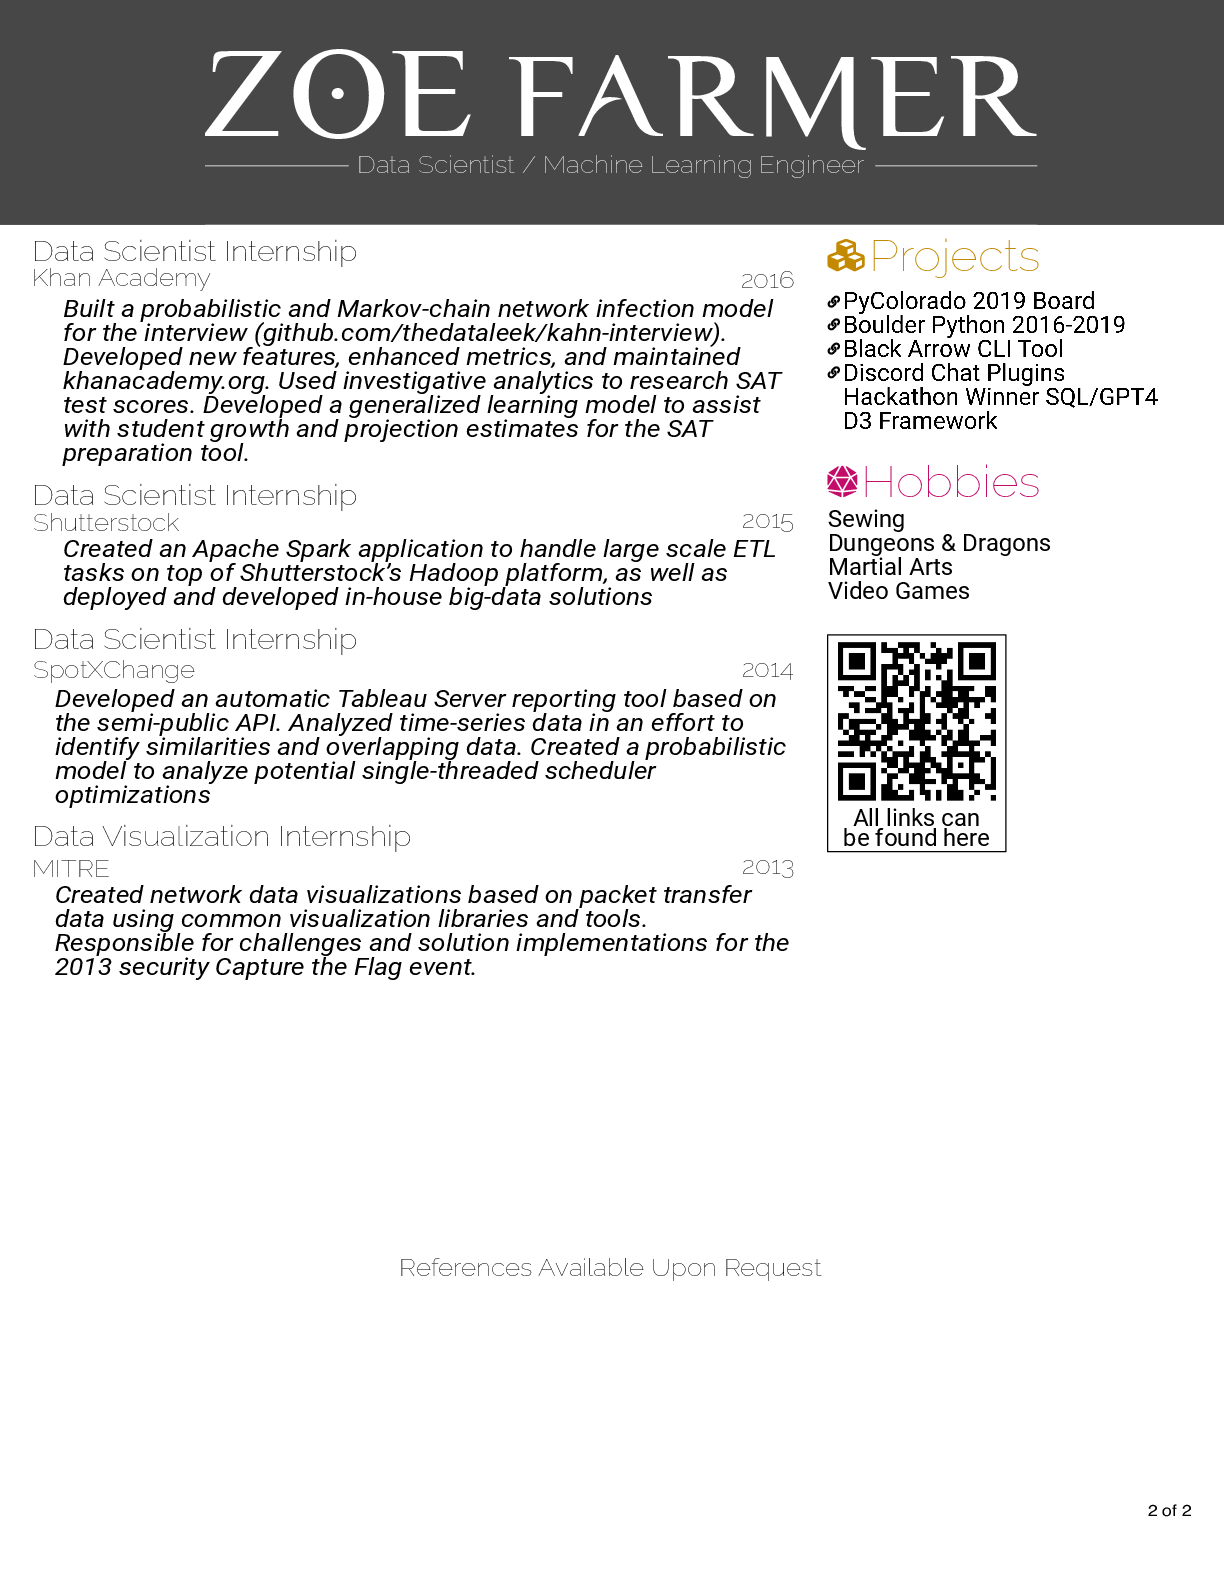 ZOE FARMER
Data Scientist / Machine Learning Engineer
Data Scientist Internship
Khan Academy 2016
Built a probabilistic and Markov-chain network infection model
for the interview (github.com/thedataleek/kahn-interview).
Developed new features, enhanced metrics, and maintained
khanacademy.org. Used investigative analytics to research SAT
test scores. Developed a generalized learning model to assist
with student growth and projection estimates for the SAT
preparation tool.
Data Scientist Internship
Shutterstock 2015
Created an Apache Spark application to handle large scale ETL
tasks on top of Shutterstock's Hadoop platform, as well as
deployed and developed in-house big-data solutions
Data Scientist Internship
SpotXChange 2014
Developed an automatic Tableau Server reporting tool based on
the semi-public API. Analyzed time-series data in an effort to
identify similarities and overlapping data. Created a probabilistic
model to analyze potential single-threaded scheduler
optimizations
Data Visualization Internship
MITRE 2013
Created network data visualizations based on packet transfer
data using common visualization libraries and tools.
Responsible for challenges and solution implementations for the
2013 security Capture the Flag event.
Projects
PyColorado 2019 Board
Boulder Python 2016-2019
Black Arrow CLI Tool
Discord Chat Plugins
Hackathon Winner SQL/GPT4
D3 Framework
Hobbies
Sewing
Dungeons & Dragons
Martial Arts
Video Games
All links can
be found here
References Available Upon Request
2 of 2